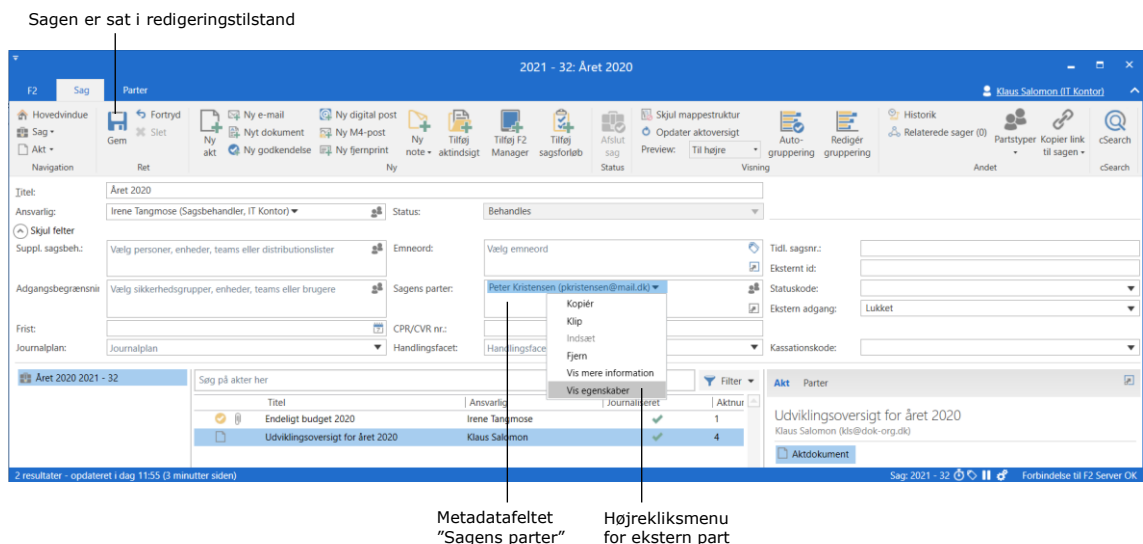 Sagen er sat i redigeringstilstand
2021 - 32: Året 2020
F2 Sag Parter
Klaus Salomon (IT Kontor)
Hovedvindue
Sag
Akt
Navigation
Gem
Fortryd
Slet
Ret
Ny akt
Ny e-mail
Nyt dokument
Ny godkendelse
Ny digital post
Ny M4-post
Ny fjernprint
Ny note
Tilføj aktindsigt
Tilføj F2 Manager
Tilføj sagsforløb
Ny
Afslut sag
Status
Skjul mappestruktur
Opdater aktoversigt
Preview: Til højre
Auto-gruppering
Redigér gruppering
Visning
Historik
Relaterede sager (0)
Partstyper
Kopier link til sagen
Andet
cSearch
cSearch
Titel: Året 2020
Ansvarlig: Irene Tangmose (Sagsbehandler, IT Kontor) Status: Behandles
Skjul felter
Suppl. sagsbeh.: Vælg personer, enheder, teams eller distributionslister Emneord: Vælg emneord Tidl. sagsnr.:
Eksternt id:
Adgangsbegrænsnin Vælg sikkerhedsgrupper, enheder, teams eller brugere Sagens parter: Peter Kristensen (pkristensen@mail.dk) Statuskode:
Ekstern adgang: Lukket
Frist: CPR/CVR nr.:
Journalplan: Journalplan Handlingsfacet: Handlingsface Kassationskode:
Kopiér
Klip
Indsæt
Fjern
Vis mere information
Vis egenskaber
Året 2020 2021 - 32
Søg på akter her Filter
Titel Ansvarlig Journaliseret Aktnur
Endeligt budget 2020 Irene Tangmose 1
Udviklingsoversigt for året 2020 Klaus Salomon 4
Akt Parter
Udviklingsoversigt for året 2020
Klaus Salomon (kls@dok-org.dk)
Aktdokument
2 resultater - opdateret i dag 11:55 (3 minutter siden) Sag: 2021 - 32 Forbindelse til F2 Server OK
Metadatafeltet
"Sagens parter"
Højrekliksmenu
for ekstern part